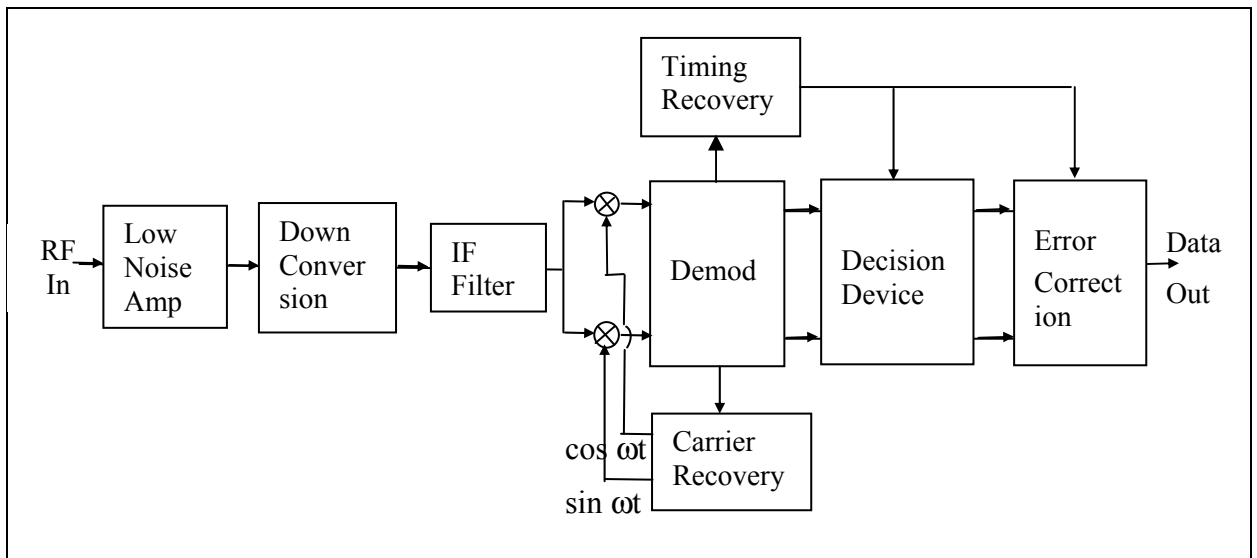 Timing
Recovery
RF
In
Low
Noise
Amp
Down
Conver
sion
IF
Filter
Demod
Decision
Device
Error
Correct
ion
Data
Out
cos ωt
sin ωt
Carrier
Recovery